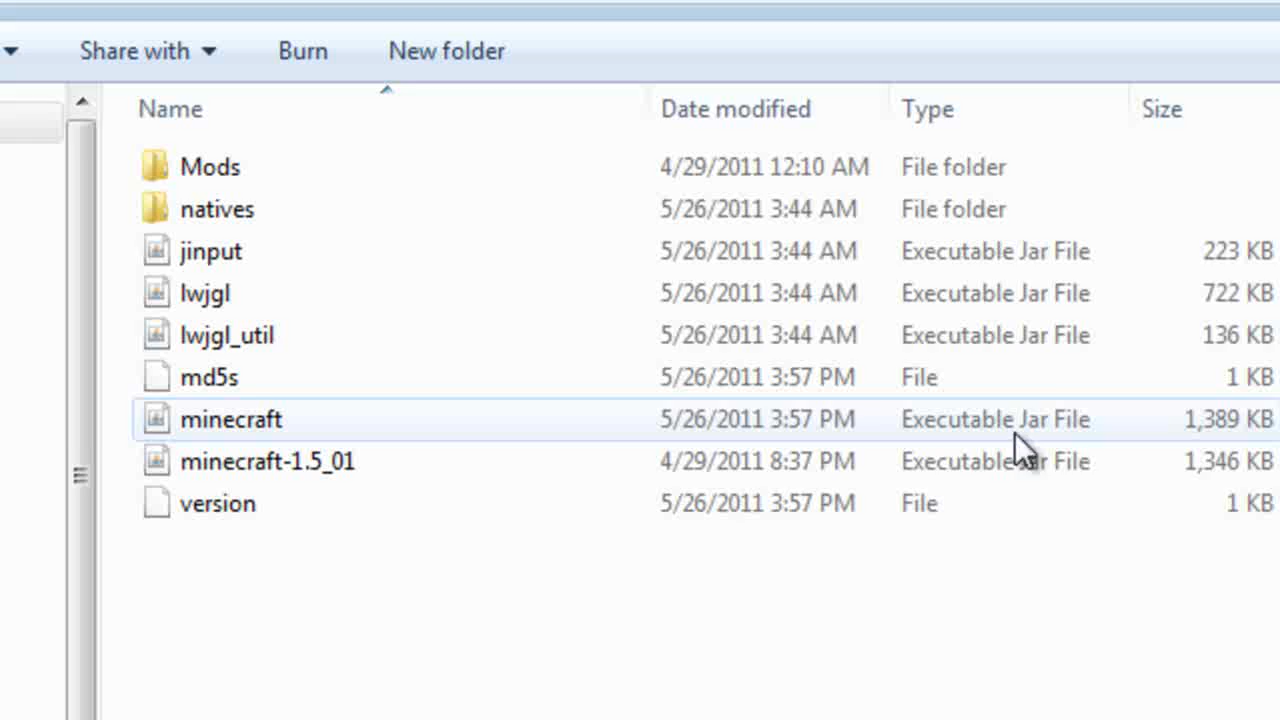 Share with Burn New folder
Name Date modified Type Size
Mods 4/29/2011 12:10 AM File folder
natives 5/26/2011 3:44 AM File folder
jinput 5/26/2011 3:44 AM Executable Jar File 223 KB
lwjgl 5/26/2011 3:44 AM Executable Jar File 722 KB
lwjgl_util 5/26/2011 3:44 AM Executable Jar File 136 KB
md5s 5/26/2011 3:57 PM File 1 KB
minecraft 5/26/2011 3:57 PM Executable Jar File 1,389 KB
minecraft-1.5_01 4/29/2011 8:37 PM Executable Jar File 1,346 KB
version 5/26/2011 3:57 PM File 1 KB